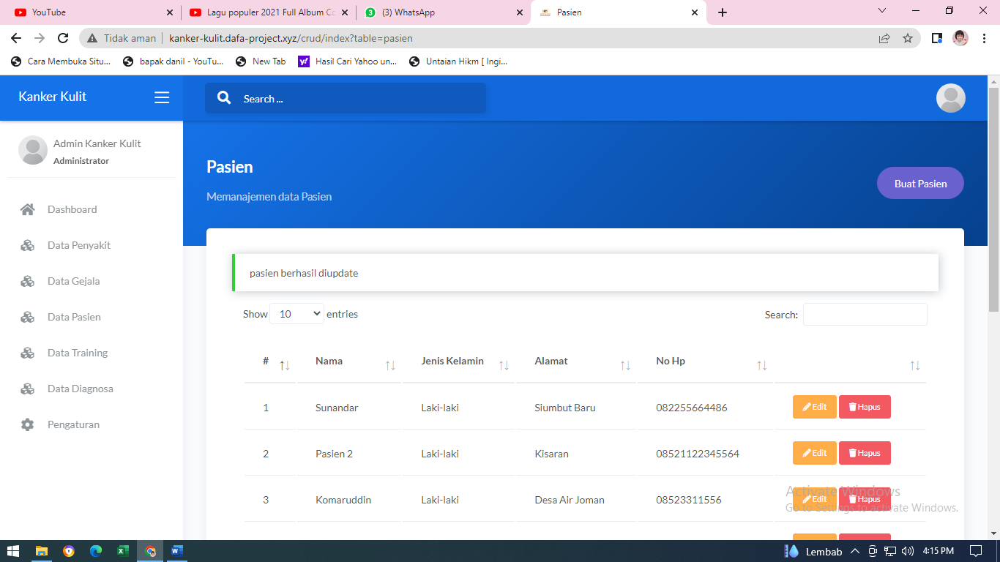 YouTube
Lagu populer 2021 Full Album Co
(3) WhatsApp
Pasien
Tidak aman
kanker-kulit.dafa-project.xyz/crud/index?table=pasien
Cara Membuka Situ...
bapak danil - YouTu...
New Tab
Hasil Cari Yahoo un...
Untaian Hikm [ Ingi...
Kanker Kulit
Search ...
Admin Kanker Kulit
Administrator
Dashboard
Data Penyakit
Data Gejala
Data Pasien
Data Training
Data Diagnosa
Pengaturan
Pasien
Memanajemen data Pasien
Buat Pasien
pasien berhasil diupdate
Show 10 entries
Search:
# Nama Jenis Kelamin Alamat No Hp
1 Sunandar Laki-laki Siumbut Baru 082255664486 Edit Hapus
2 Pasien 2 Laki-laki Kisaran 08521122345564 Edit Hapus
3 Komaruddin Laki-laki Desa Air Joman 08523311556 Edit Hapus
Activate Windows
Go to Settings to activate Windows.
Lembab
4:15 PM